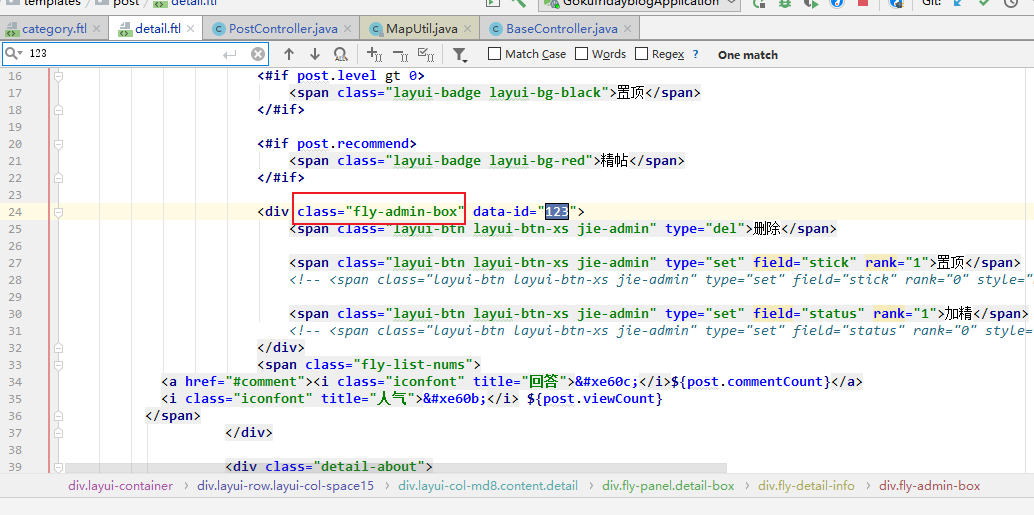 templates post detail.ftl GokufridayblogApplication Git:
category.ftl detail.ftl PostController.java MapUtil.java BaseController.java
123 Match Case Words Regex ? One match
16 <#if post.level gt 0>
17 <span class="layui-badge layui-bg-black">置顶</span>
18 </#if>
19
20 <#if post.recommend>
21 <span class="layui-badge layui-bg-red">精帖</span>
22 </#if>
23
24 <div class="fly-admin-box" data-id="123">
25 <span class="layui-btn layui-btn-xs jie-admin" type="del">删除</span>
26
27 <span class="layui-btn layui-btn-xs jie-admin" type="set" field="stick" rank="1">置顶</span>
28 <!-- <span class="layui-btn layui-btn-xs jie-admin" type="set" field="stick" rank="0" style="
29
30 <span class="layui-btn layui-btn-xs jie-admin" type="set" field="status" rank="1">加精</span>
31 <!-- <span class="layui-btn layui-btn-xs jie-admin" type="set" field="status" rank="0" style=
32 </div>
33 <span class="fly-list-nums">
34 <a href="#comment"><i class="iconfont" title="回答">&#xe60c;</i>${post.commentCount}</a>
35 <i class="iconfont" title="人气">&#xe60b;</i> ${post.viewCount}
36 </span>
37 </div>
38
39 <div class="detail-about">
div.layui-container › div.layui-row.layui-col-space15 › div.layui-col-md8.content.detail › div.fly-panel.detail-box › div.fly-detail-info › div.fly-admin-box